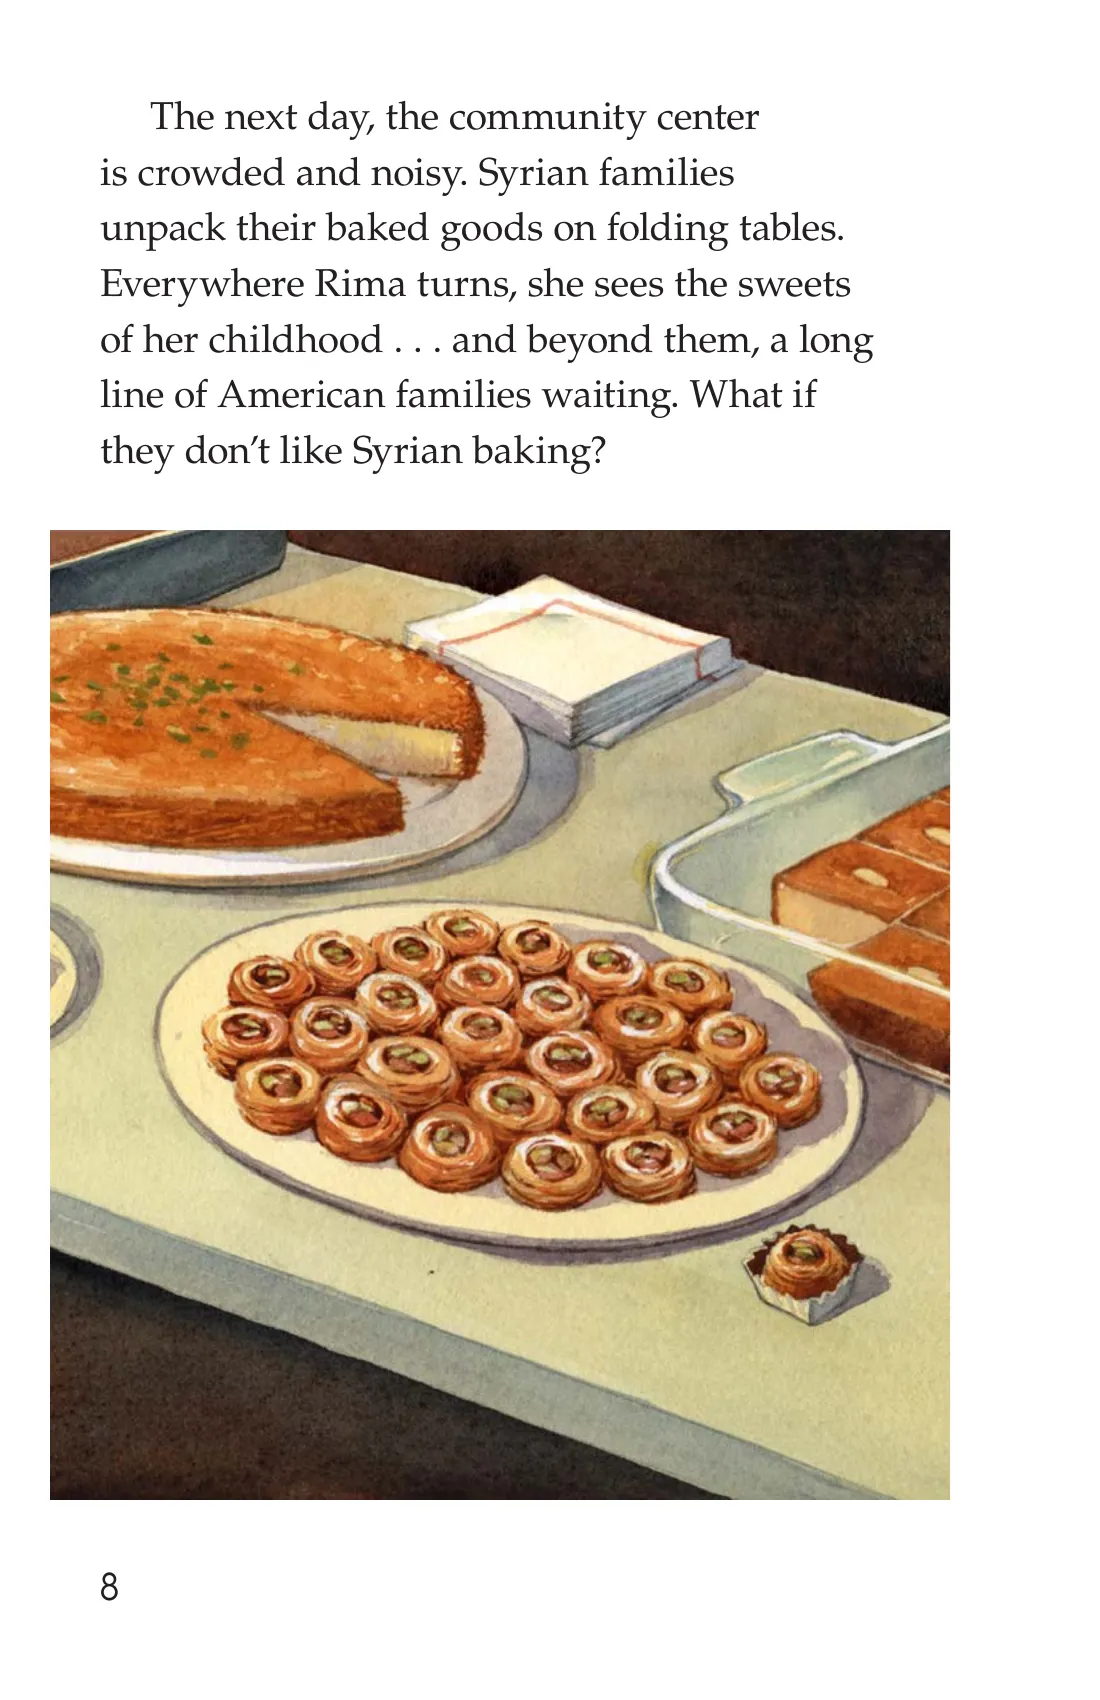 The next day, the community center
is crowded and noisy. Syrian families
unpack their baked goods on folding tables.
Everywhere Rima turns, she sees the sweets
of her childhood . . . and beyond them, a long
line of American families waiting. What if
they don’t like Syrian baking?
8